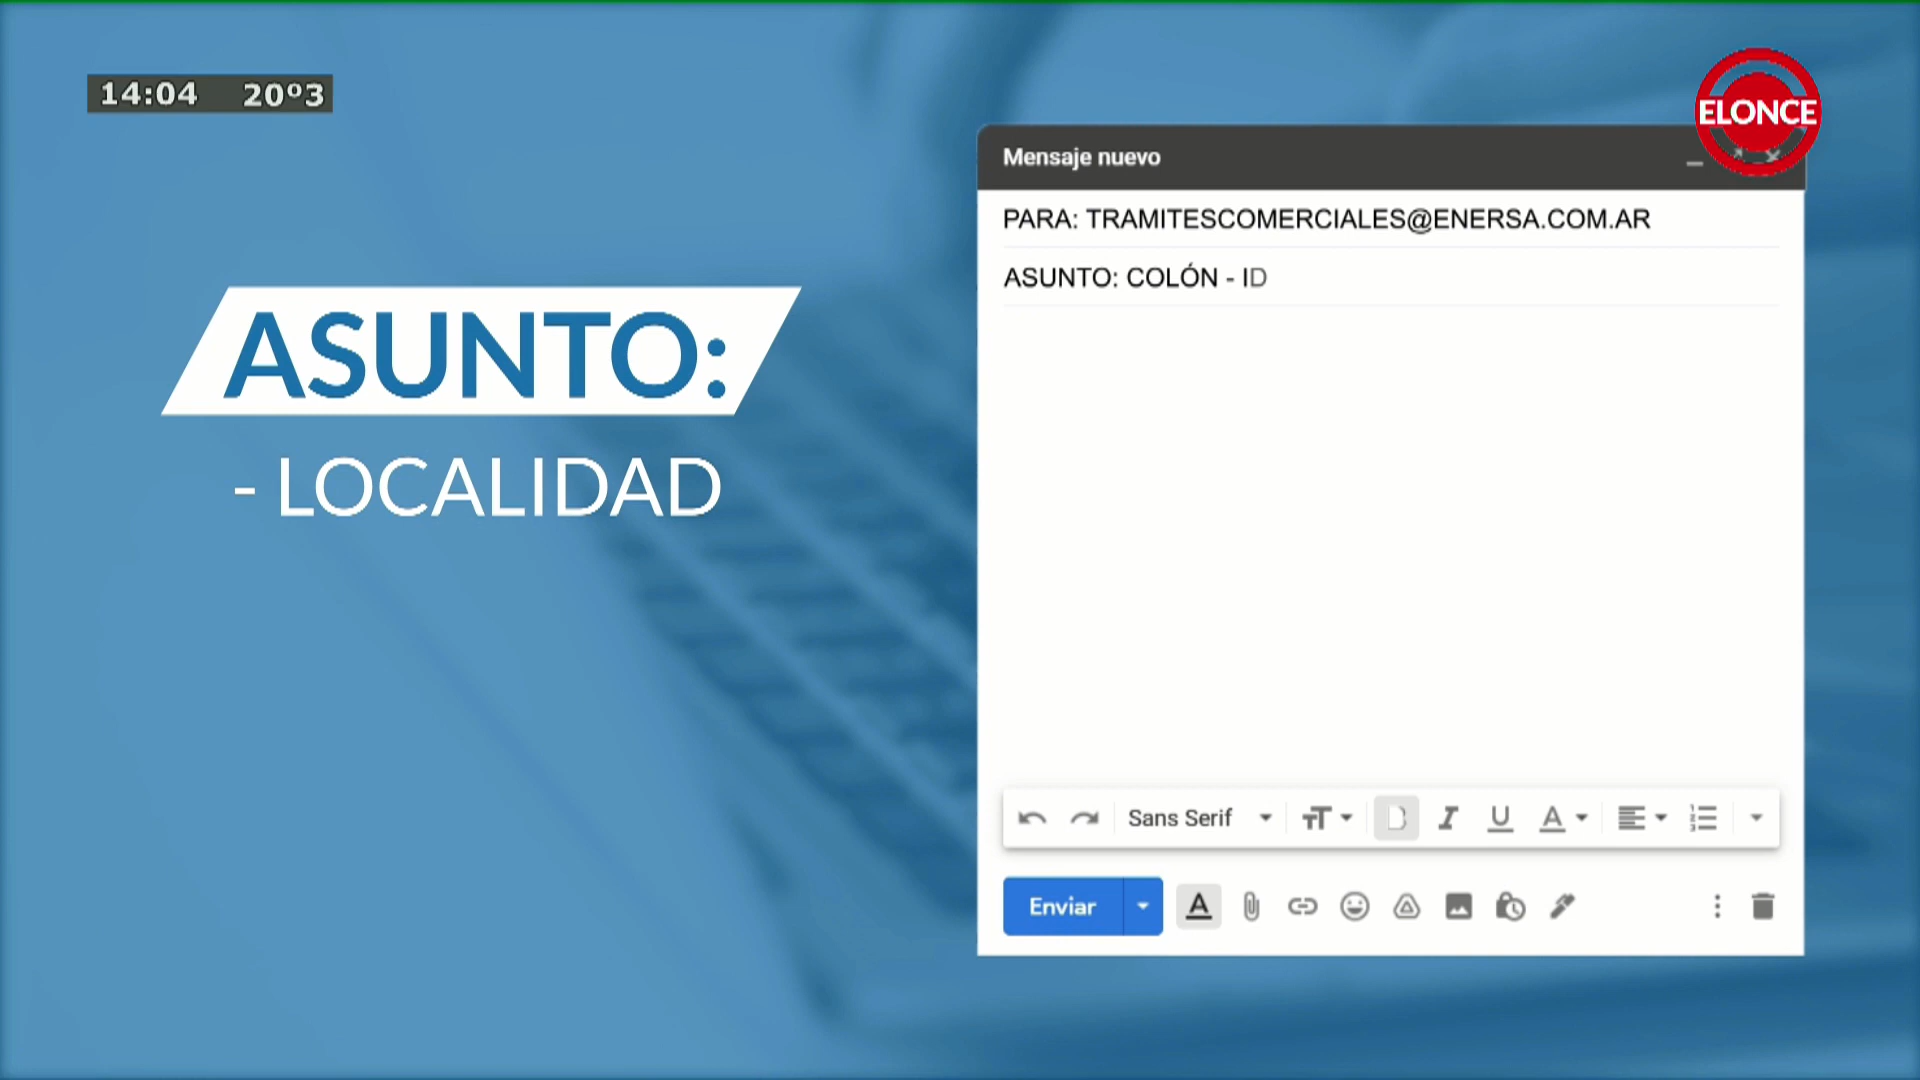 14:04 20º3
ELONCE
ASUNTO:
- LOCALIDAD
Mensaje nuevo
PARA: TRAMITESCOMERCIALES@ENERSA.COM.AR
ASUNTO: COLÓN - ID
Sans Serif
Enviar